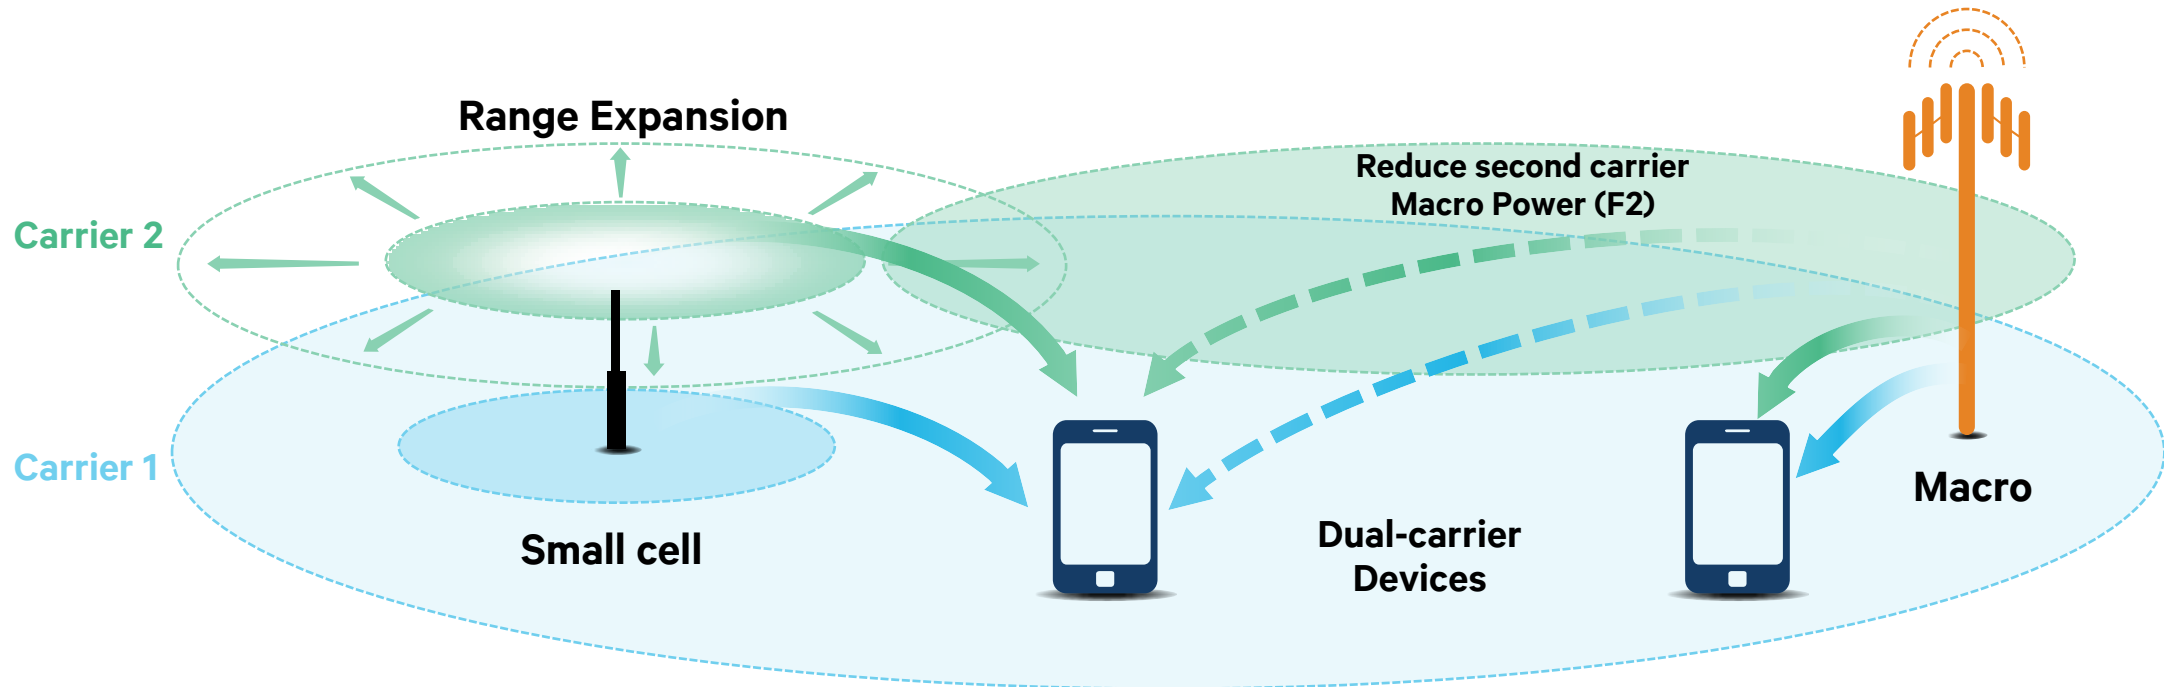 Range Expansion
Reduce second carrier
Macro Power (F2)
Carrier 2
Carrier 1
Small cell
Dual-carrier
Devices
Macro